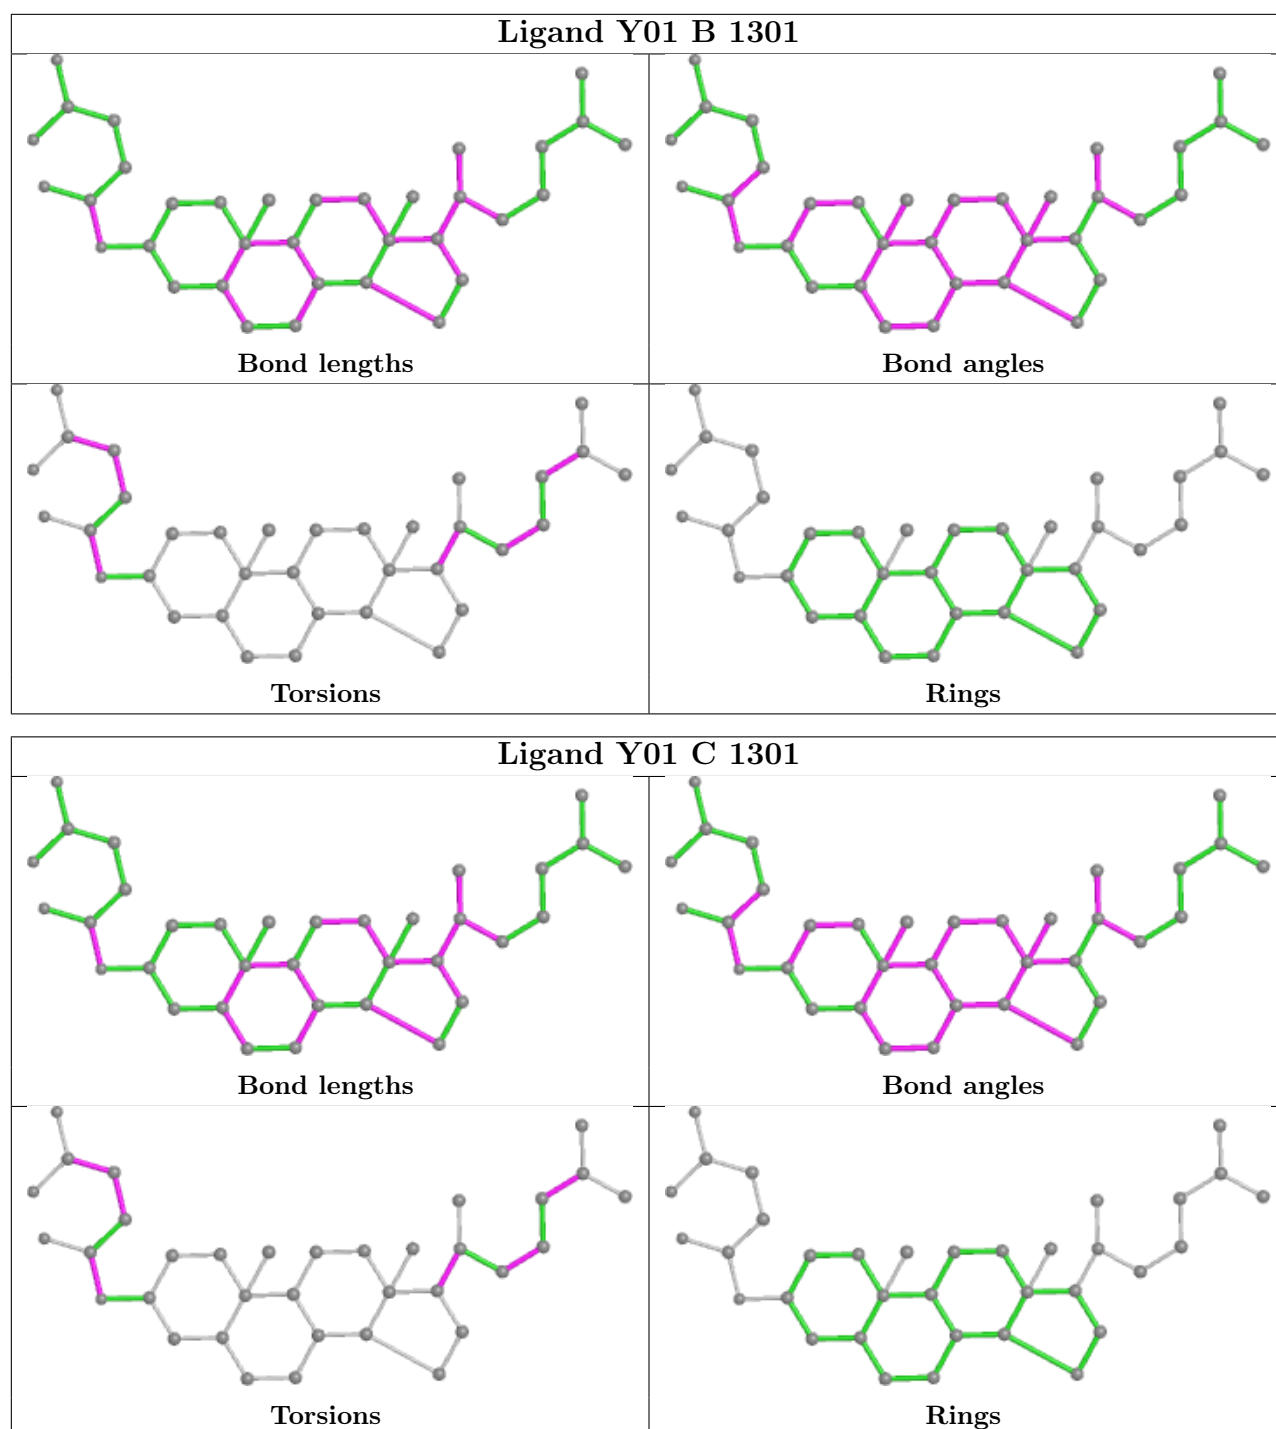 Ligand Y01 B 1301
Bond lengths
Bond angles
Torsions
Rings
Ligand Y01 C 1301
Bond lengths
Bond angles
Torsions
Rings